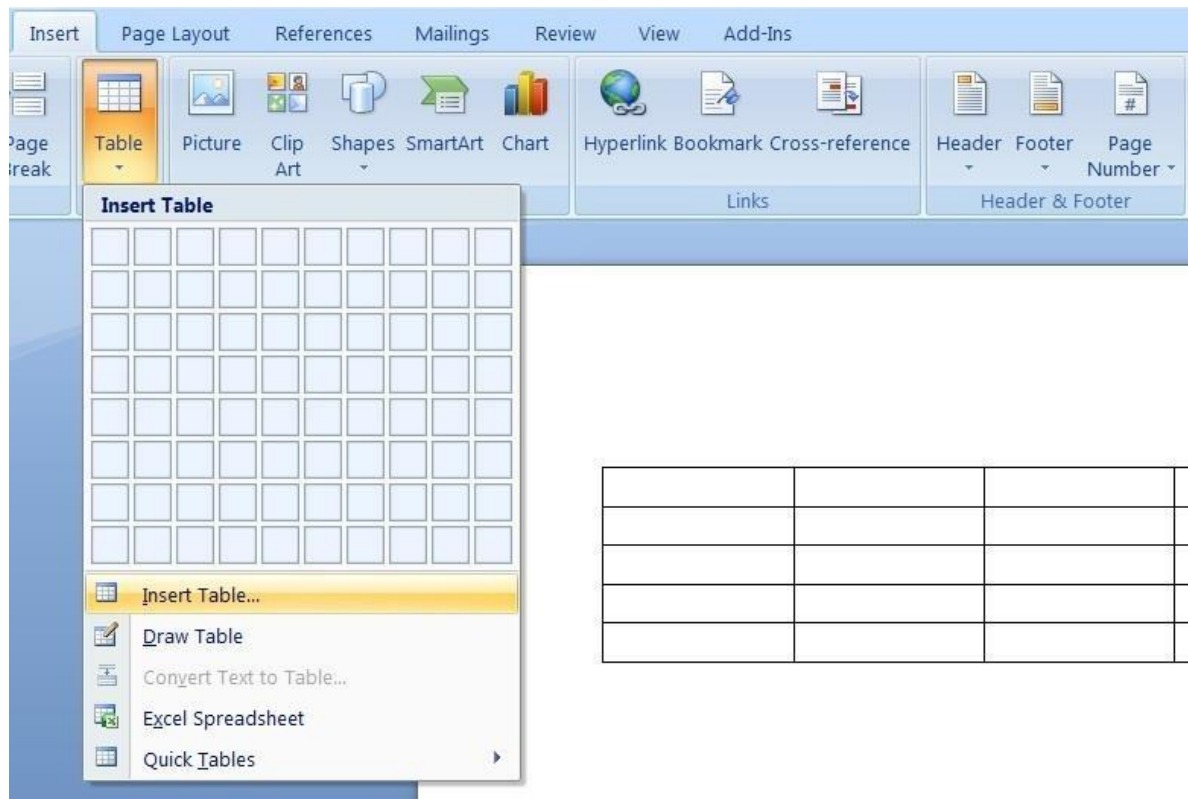 Insert Page Layout References Mailings Review View Add-Ins
Page Break
Table
Picture
Clip Art
Shapes
SmartArt
Chart
Hyperlink
Bookmark
Cross-reference
Header
Footer
Page Number
#
Links
Header & Footer
Insert Table
Insert Table...
Draw Table
Convert Text to Table...
Excel Spreadsheet
Quick Tables